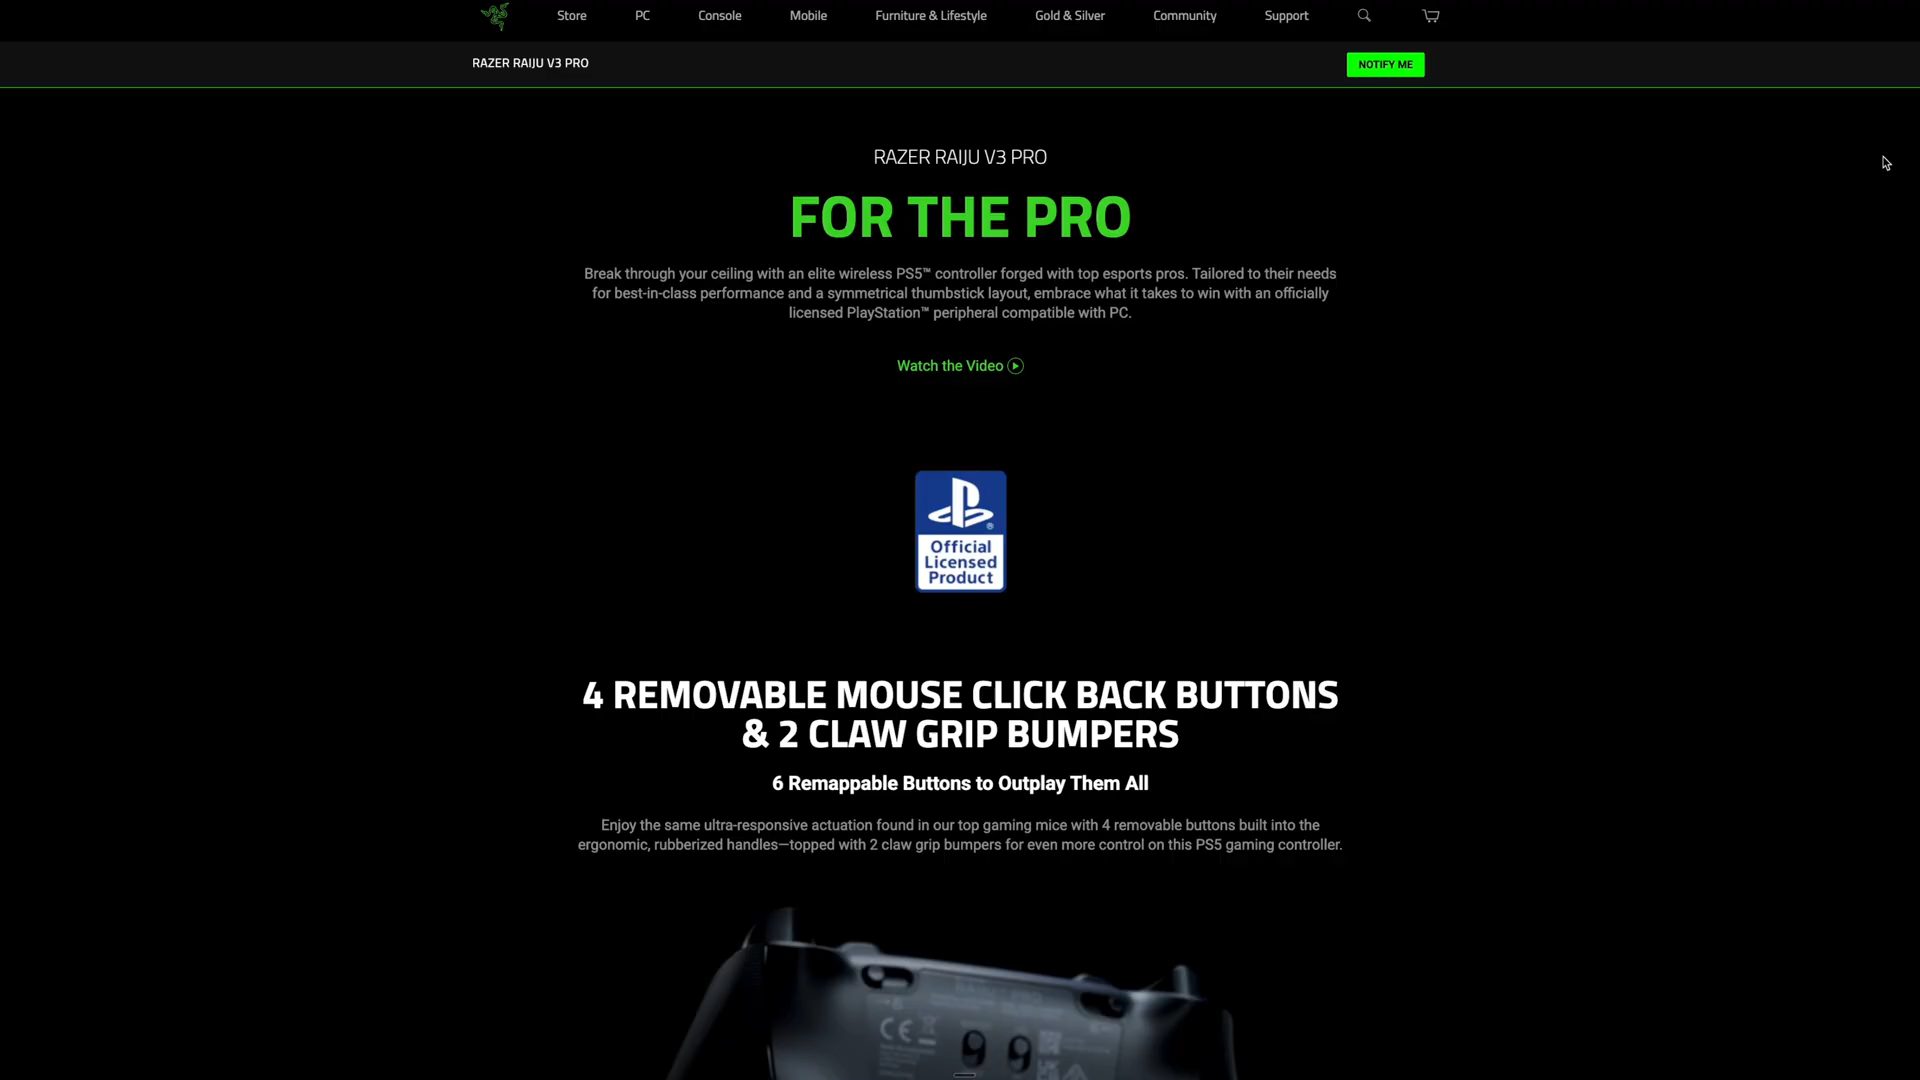 Store PC Console Mobile Furniture & Lifestyle Gold & Silver Community Support
RAZER RAIJU V3 PRO
NOTIFY ME
RAZER RAIJU V3 PRO
FOR THE PRO
Break through your ceiling with an elite wireless PS5™ controller forged with top esports pros. Tailored to their needs
for best-in-class performance and a symmetrical thumbstick layout, embrace what it takes to win with an officially
licensed PlayStation™ peripheral compatible with PC.
Watch the Video
Official
Licensed
Product
4 REMOVABLE MOUSE CLICK BACK BUTTONS
& 2 CLAW GRIP BUMPERS
6 Remappable Buttons to Outplay Them All
Enjoy the same ultra-responsive actuation found in our top gaming mice with 4 removable buttons built into the
ergonomic, rubberized handles—topped with 2 claw grip bumpers for even more control on this PS5 gaming controller.
CE